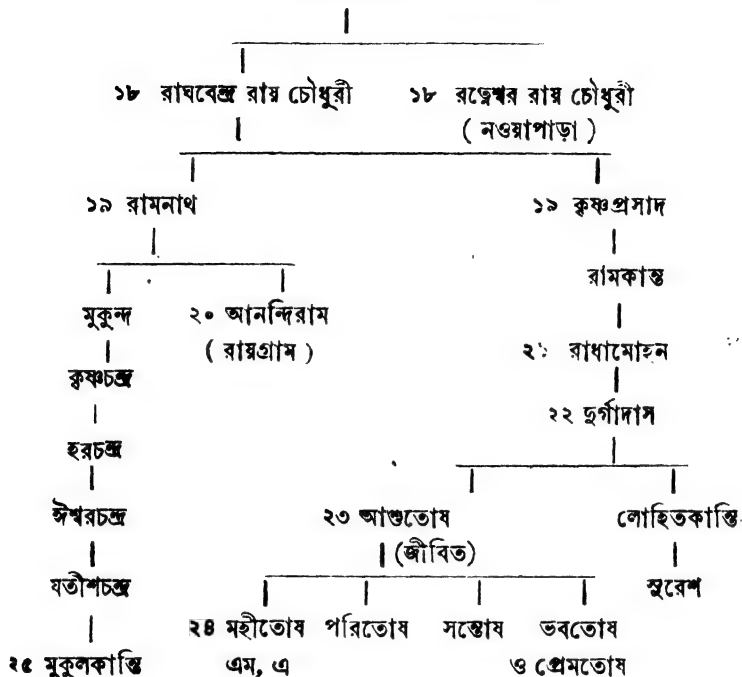 ১৮ রাঘবেন্দ্র রায় চৌধুরী ১৮ রত্নেশ্বর রায় চৌধুরী
( নওয়াপাড়া )
১৯ রামনাথ ১৯ কৃষ্ণপ্রসাদ
রামকান্ত
মুকুন্দ ২০ আনন্দিরাম
( রায়গ্রাম ) ২১ রাধামোহন
কৃষ্ণচন্দ্র
২২ দুর্গাদাস
হরচন্দ্র
ঈশ্বরচন্দ্র ২৩ আশুতোষ লোহিতকান্তি
(জীবিত)
যতীশচন্দ্র সুরেশ
২৪ মহীতোষ পরিতোষ সন্তোষ ভবতোষ
২৫ মুকুলকান্তি এম, এ ও প্রেমতোষ